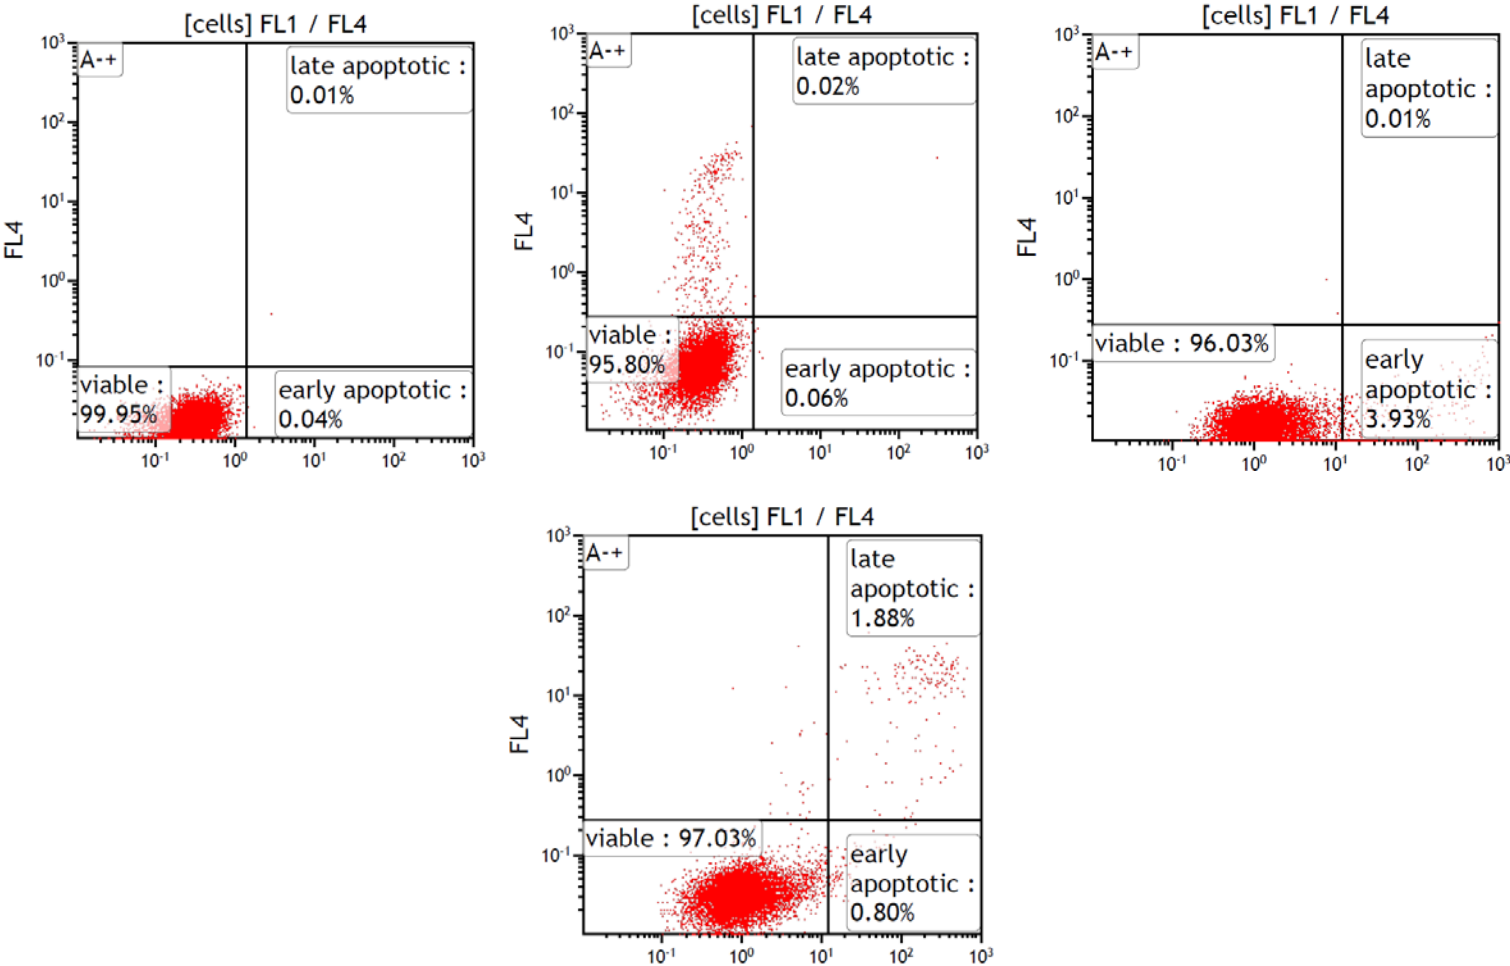 [cells] FL1 / FL4
10³
A-+
late apoptotic :
0.01%
10²
10¹
FL4
10⁰
10⁻¹
viable :
99.95%
early apoptotic :
0.04%
10⁻¹
10⁰
10¹
10²
10³
[cells] FL1 / FL4
10³
A-+
late apoptotic :
0.02%
10²
10¹
FL4
10⁰
viable :
95.80%
10⁻¹
early apoptotic :
0.06%
10⁻¹
10⁰
10¹
10²
10³
[cells] FL1 / FL4
10³
A-+
late
apoptotic :
0.01%
10²
10¹
FL4
10⁰
viable : 96.03%
10⁻¹
early
apoptotic :
3.93%
10⁻¹
10⁰
10¹
10²
10³
[cells] FL1 / FL4
10³
A-+
late
apoptotic :
1.88%
10²
10¹
FL4
10⁰
viable : 97.03%
10⁻¹
early
apoptotic :
0.80%
10⁻¹
10⁰
10¹
10²
10³